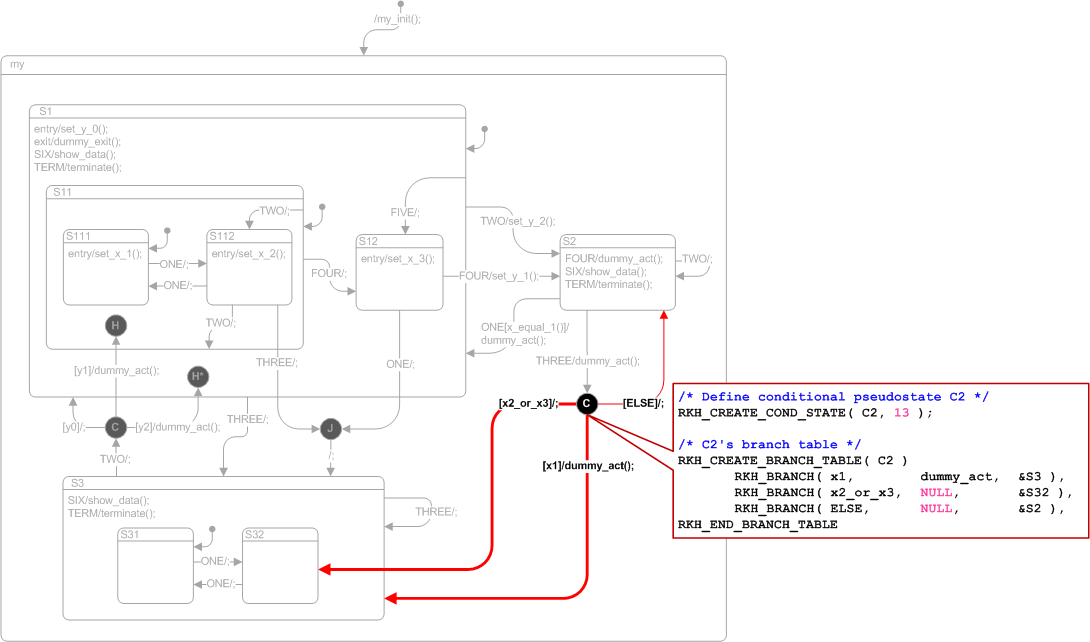 /my_init();
my
S1
entry/set_y_0();
exit/dummy_exit();
SIX/show_data();
TERM/terminate();
S11
TWO/;
S111
entry/set_x_1();
S112
entry/set_x_2();
ONE/;
ONE/;
FIVE/;
S12
entry/set_x_3();
FOUR/;
TWO/set_y_2();
S2
FOUR/dummy_act();
SIX/show_data();
TERM/terminate();
TWO/;
FOUR/set_y_1();
H
TWO/;
ONE[x_equal_1()]/
dummy_act();
THREE/;
ONE/;
THREE/dummy_act();
[y1]/dummy_act();
H*
[x2_or_x3]/;
C
[ELSE]/;
/* Define conditional pseudostate C2 */
RKH_CREATE_COND_STATE( C2, 13 );
/* C2's branch table */
RKH_CREATE_BRANCH_TABLE( C2 )
RKH_BRANCH( x1, dummy_act, &S3 ),
RKH_BRANCH( x2_or_x3, NULL, &S32 ),
RKH_BRANCH( ELSE, NULL, &S2 ),
RKH_END_BRANCH_TABLE
[y0]/;
C
[y2]/dummy_act();
THREE/;
J
/;
TWO/;
[x1]/dummy_act();
S3
SIX/show_data();
TERM/terminate();
THREE/;
S31
S32
ONE/;
ONE/;